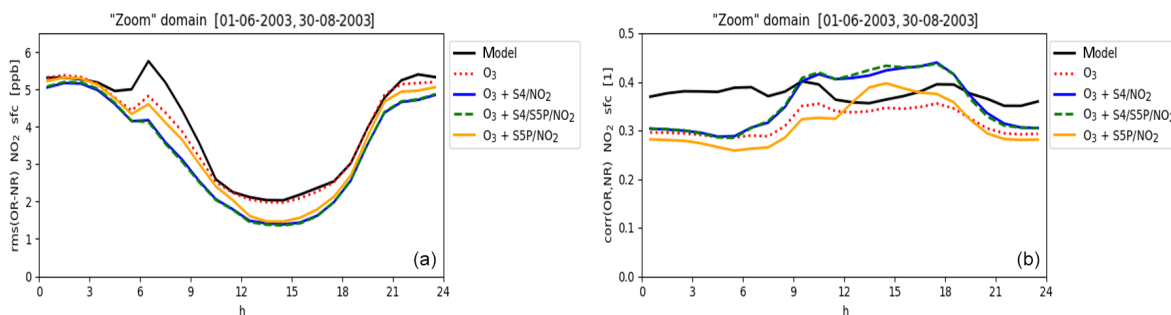 "Zoom" domain [01-06-2003, 30-08-2003]
rms(OR-NR) NO₂ sfc [ppb]
6
5
4
3
2
1
0
0 3 6 9 12 15 18 21 24
h
(a)
Model
O₃
O₃ + S4/NO₂
O₃ + S4/S5P/NO₂
O₃ + S5P/NO₂
"Zoom" domain [01-06-2003, 30-08-2003]
corr(OR,NR) NO₂ sfc [1]
0.5
0.4
0.3
0.2
0.1
0.0
0 3 6 9 12 15 18 21 24
h
(b)
Model
O₃
O₃ + S4/NO₂
O₃ + S4/S5P/NO₂
O₃ + S5P/NO₂